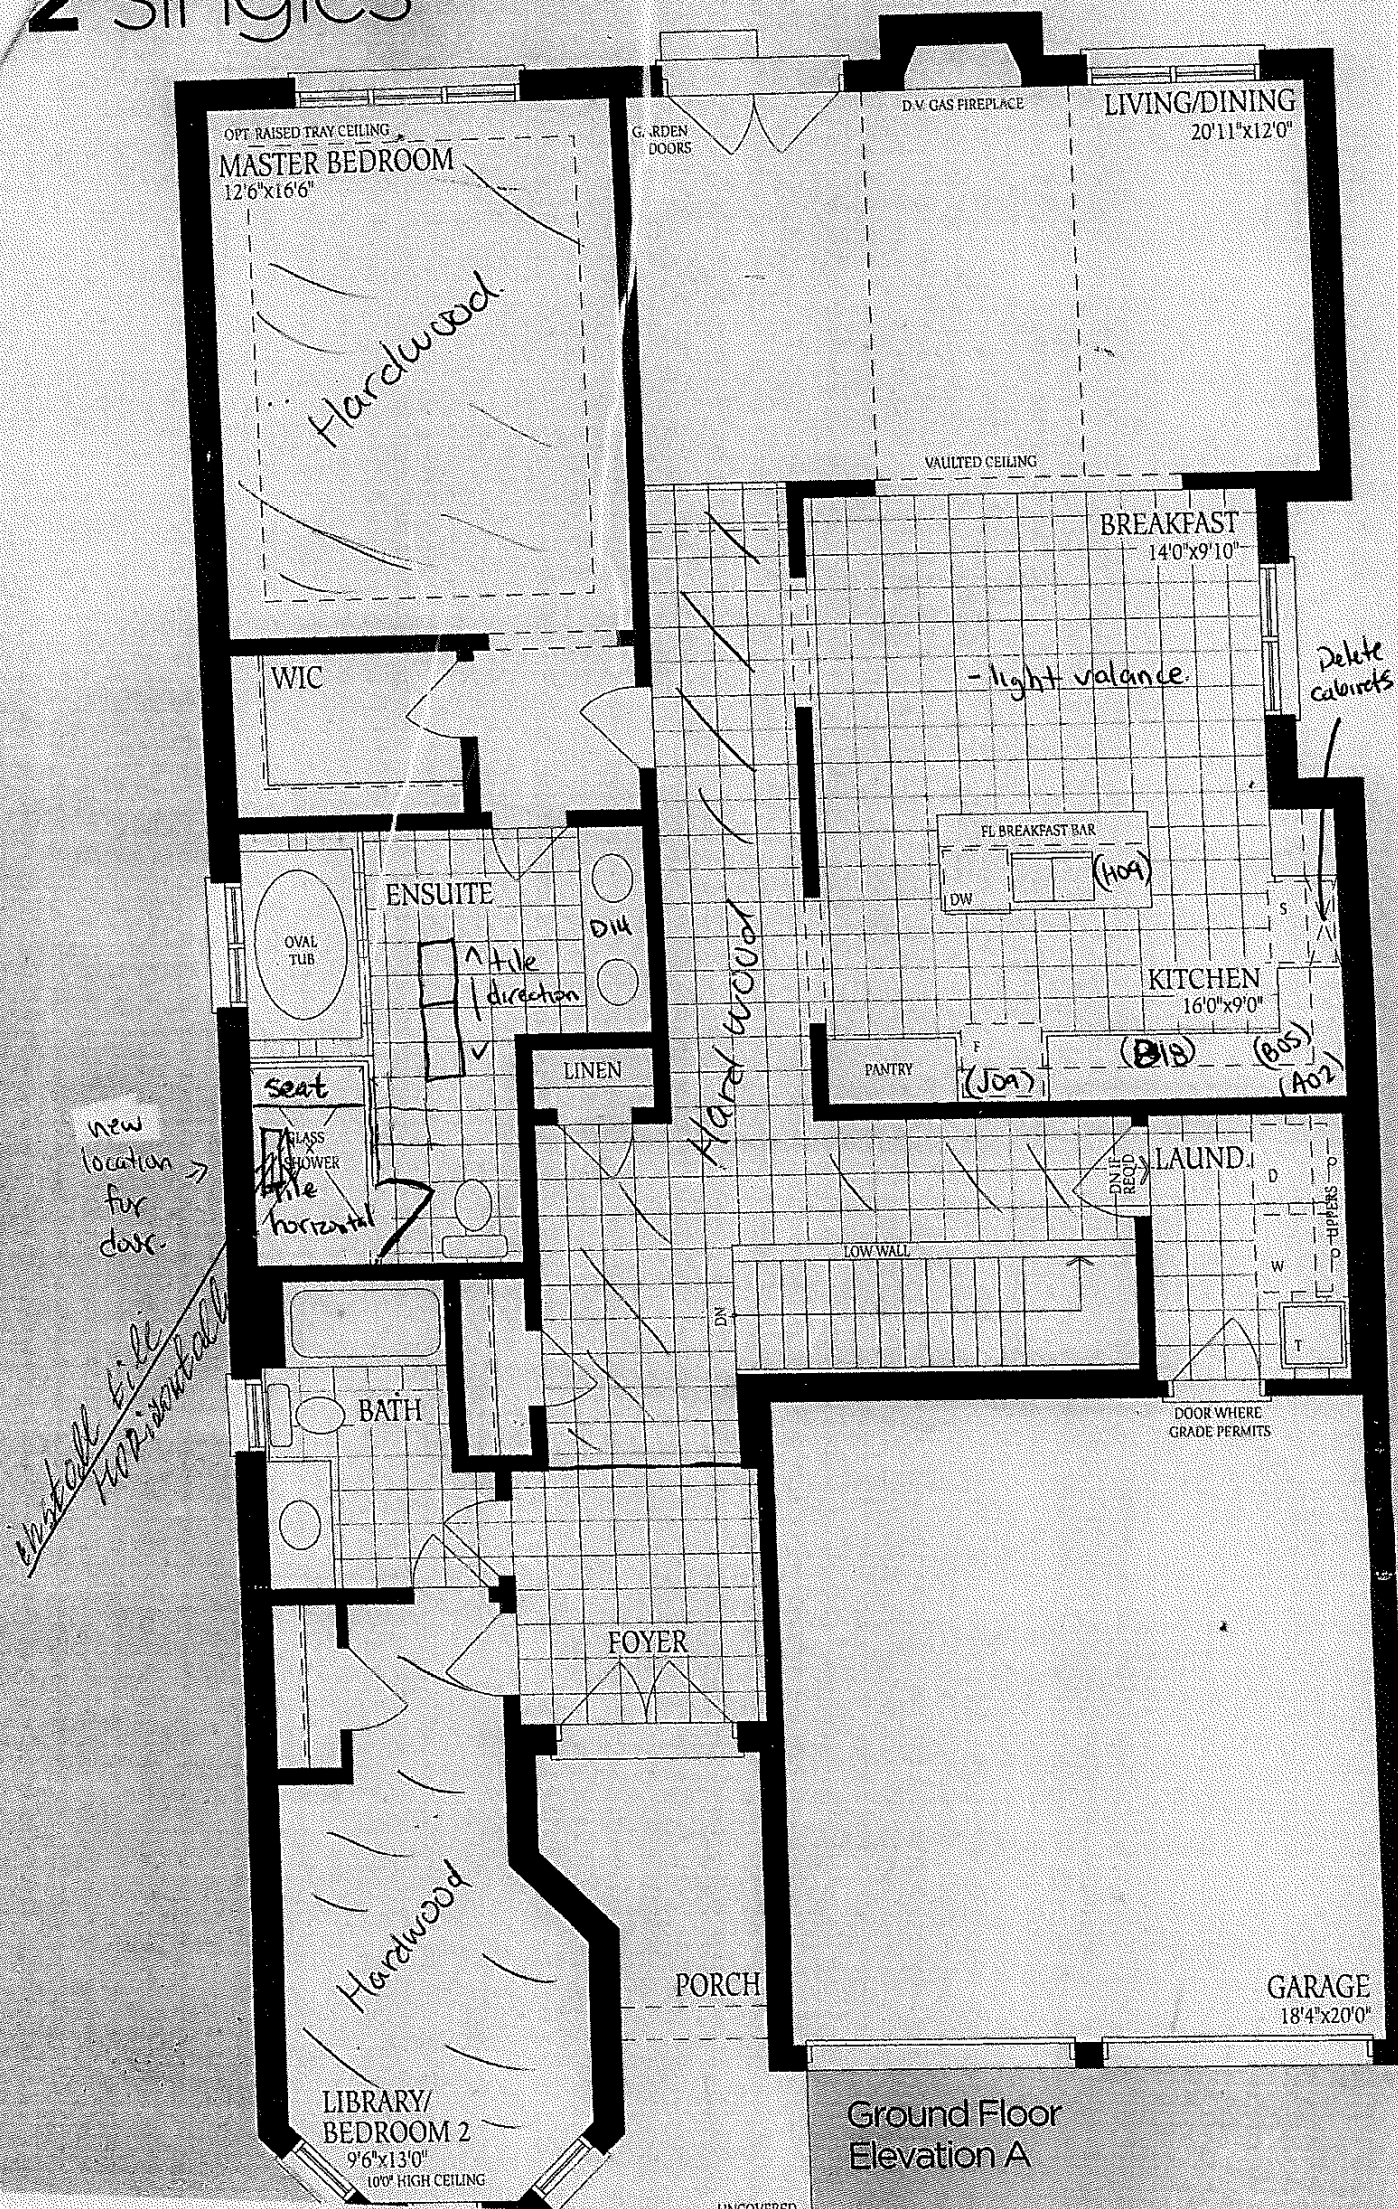 2 Singles
OPT. RAISED TRAY CEILING
MASTER BEDROOM
12'6"x16'6"
Hardwood.
GARDEN
DOORS
D.V. GAS FIREPLACE
LIVING/DINING
20'11"x12'0"
VAULTED CEILING
BREAKFAST
14'0"x9'10"
- light valance.
Delete
cabinets
WIC
FL BREAKFAST BAR
DW
(H09)
S
ENSUITE
OVAL
TUB
D14
^ tile
direction
Hardwood
KITCHEN
16'0"x9'0"
PANTRY
F
(J09)
(B18)
(B05)
(A02)
LINEN
seat
GLASS
SHOWER
tile
horizontal
new
location
for
door.
install tile
HORIZONTALLY
DN IF
REQ'D
LAUND.
D
W
UPPERS
T
LOW WALL
DN
BATH
DOOR WHERE
GRADE PERMITS
FOYER
Hardwood
PORCH
GARAGE
18'4"x20'0"
LIBRARY/
BEDROOM 2
9'6"x13'0"
10'0" HIGH CEILING
Ground Floor
Elevation A
UNCOVERED